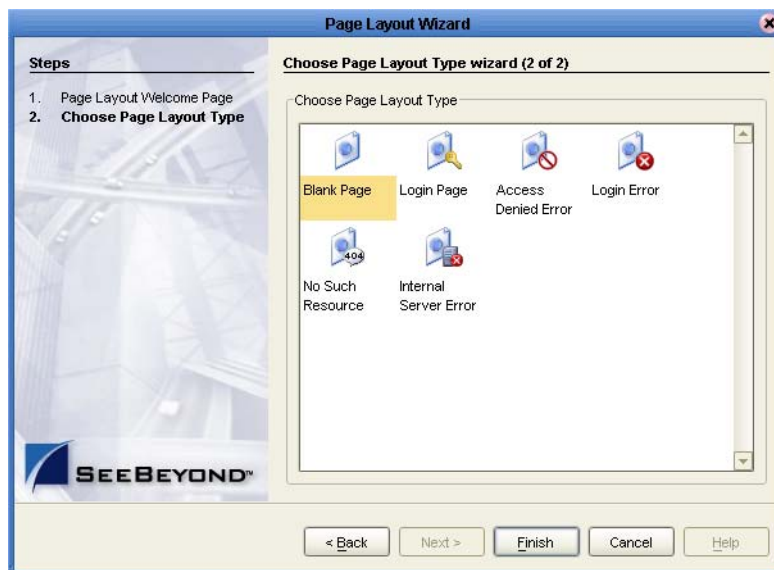 Page Layout Wizard
Steps
1. Page Layout Welcome Page
2. Choose Page Layout Type
Choose Page Layout Type wizard (2 of 2)
Choose Page Layout Type
Blank Page
Login Page
Access
Denied Error
Login Error
404
No Such
Resource
Internal
Server Error
SEEBEYOND™
< Back
Next >
Finish
Cancel
Help